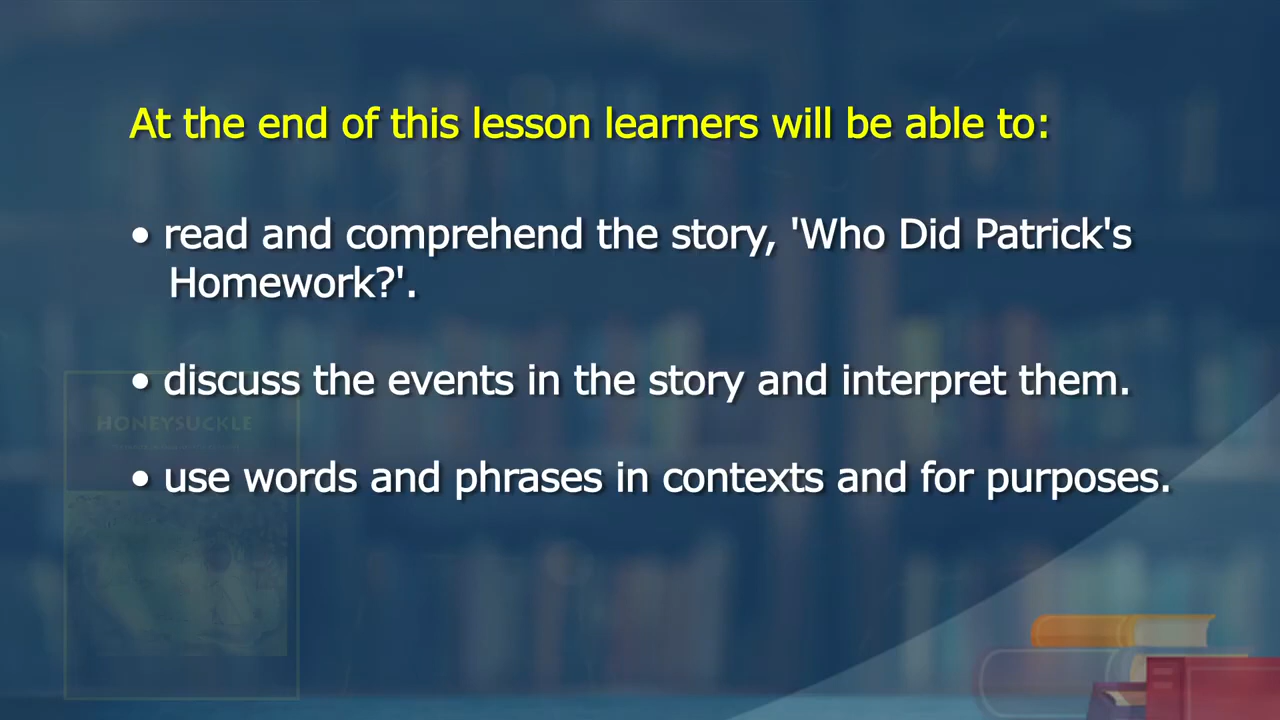 At the end of this lesson learners will be able to:
• read and comprehend the story, 'Who Did Patrick's
Homework?'.
• discuss the events in the story and interpret them.
HONEYSUCKLE
• use words and phrases in contexts and for purposes.